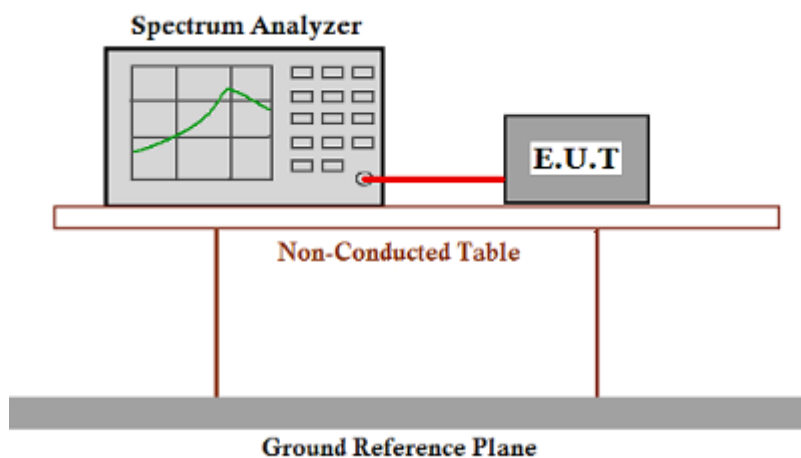 Spectrum Analyzer
E.U.T
Non-Conducted Table
Ground Reference Plane